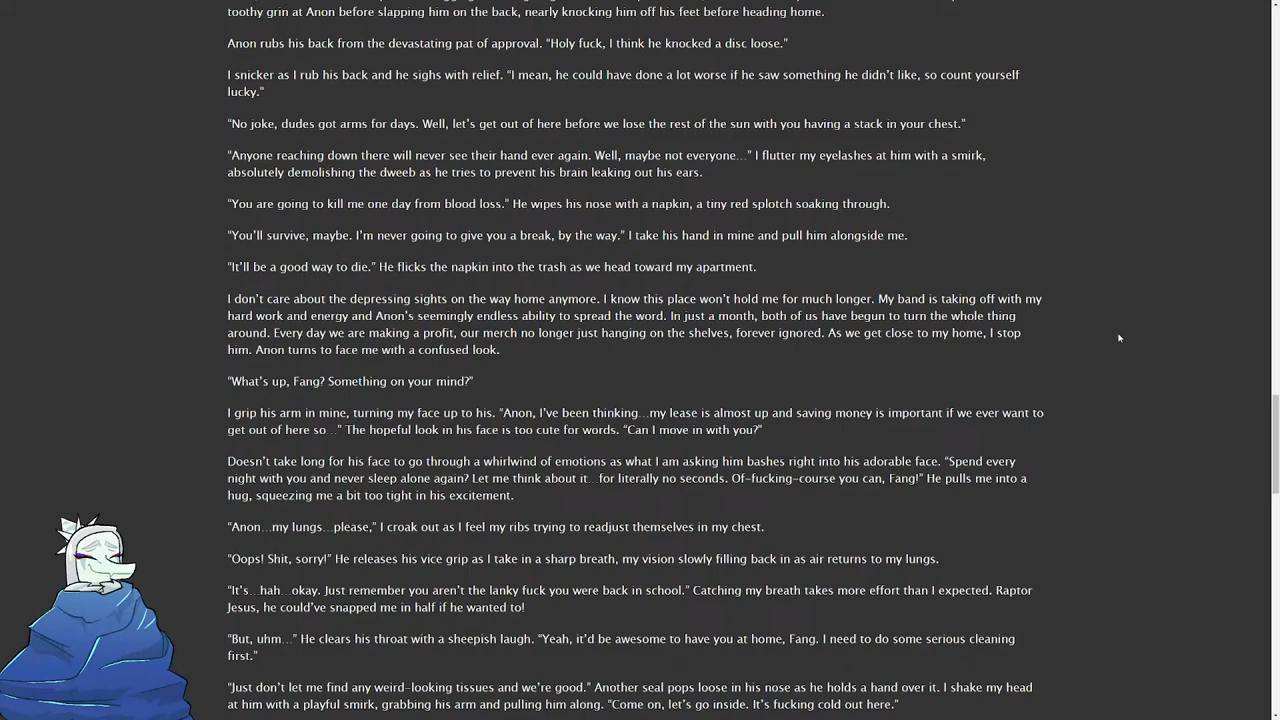 toothy grin at Anon before slapping him on the back, nearly knocking him off his feet before heading home.
Anon rubs his back from the devastating pat of approval. “Holy fuck, I think he knocked a disc loose.”
I snicker as I rub his back and he sighs with relief. “I mean, he could have done a lot worse if he saw something he didn’t like, so count yourself
lucky.”
“No joke, dudes got arms for days. Well, let’s get out of here before we lose the rest of the sun with you having a stack in your chest.”
“Anyone reaching down there will never see their hand ever again. Well, maybe not everyone…” I flutter my eyelashes at him with a smirk,
absolutely demolishing the dweeb as he tries to prevent his brain leaking out his ears.
“You are going to kill me one day from blood loss.” He wipes his nose with a napkin, a tiny red splotch soaking through.
“You’ll survive, maybe. I’m never going to give you a break, by the way.” I take his hand in mine and pull him alongside me.
“It’ll be a good way to die.” He flicks the napkin into the trash as we head toward my apartment.
I don’t care about the depressing sights on the way home anymore. I know this place won’t hold me for much longer. My band is taking off with my
hard work and energy and Anon’s seemingly endless ability to spread the word. In just a month, both of us have begun to turn the whole thing
around. Every day we are making a profit, our merch no longer just hanging on the shelves, forever ignored. As we get close to my home, I stop
him. Anon turns to face me with a confused look.
“What’s up, Fang? Something on your mind?”
I grip his arm in mine, turning my face up to his. “Anon, I’ve been thinking…my lease is almost up and saving money is important if we ever want to
get out of here so…” The hopeful look in his face is too cute for words. “Can I move in with you?”
Doesn’t take long for his face to go through a whirlwind of emotions as what I am asking him bashes right into his adorable face. “Spend every
night with you and never sleep alone again? Let me think about it…for literally no seconds. Of-fucking-course you can, Fang!” He pulls me into a
hug, squeezing me a bit too tight in his excitement.
“Anon…my lungs…please,” I croak out as I feel my ribs trying to readjust themselves in my chest.
“Oops! Shit, sorry!” He releases his vice grip as I take in a sharp breath, my vision slowly filling back in as air returns to my lungs.
“It’s…hah…okay. Just remember you aren’t the lanky fuck you were back in school.” Catching my breath takes more effort than I expected. Raptor
Jesus, he could’ve snapped me in half if he wanted to!
“But, uhm…” He clears his throat with a sheepish laugh. “Yeah, it’d be awesome to have you at home, Fang. I need to do some serious cleaning
first.”
“Just don’t let me find any weird-looking tissues and we’re good.” Another seal pops loose in his nose as he holds a hand over it. I shake my head
at him with a playful smirk, grabbing his arm and pulling him along. “Come on, let’s go inside. It’s fucking cold out here.”